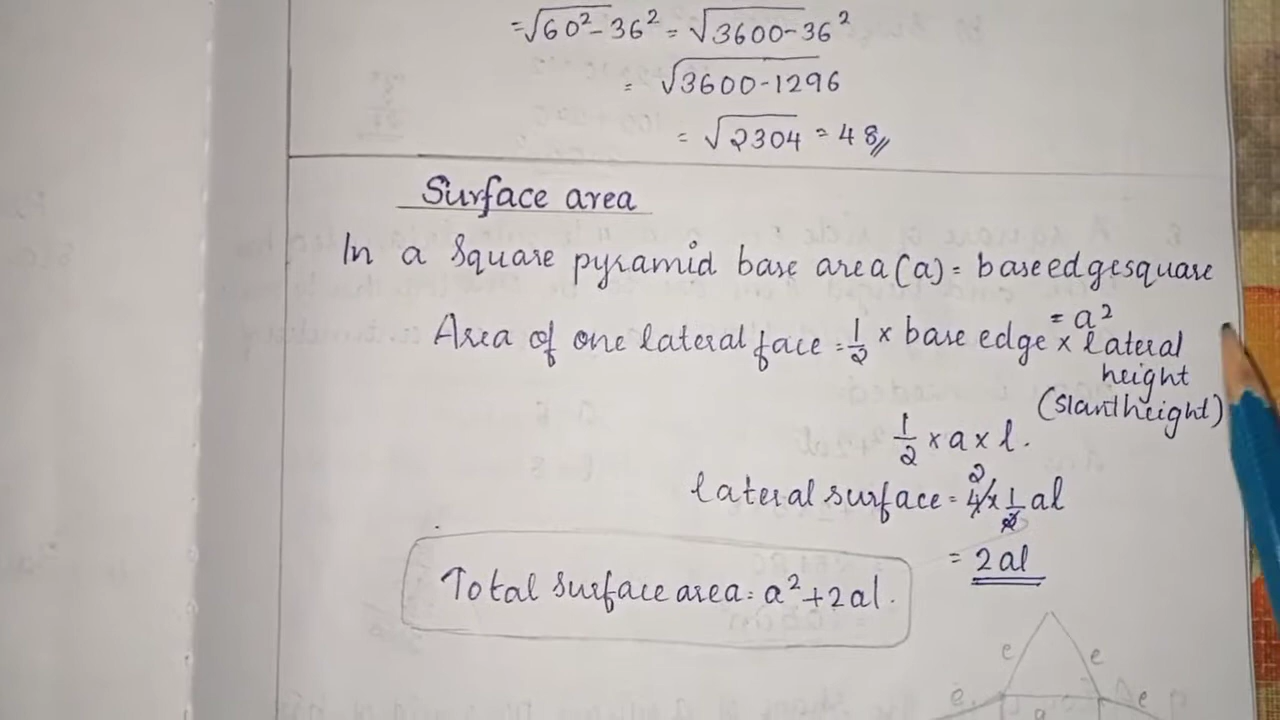 =√60²-36² = √3600-36²
= √3600-1296
= √2304 = 48//
Surface area
In a square pyramid base area (a) = base edge square
= a²
Area of one lateral face = 1/2 × base edge × lateral
height
(slant height)
1/2 × a × l.
lateral surface = 4 × 1/2 al
2
= 2al
Total surface area = a²+2al.
e e
e e
a